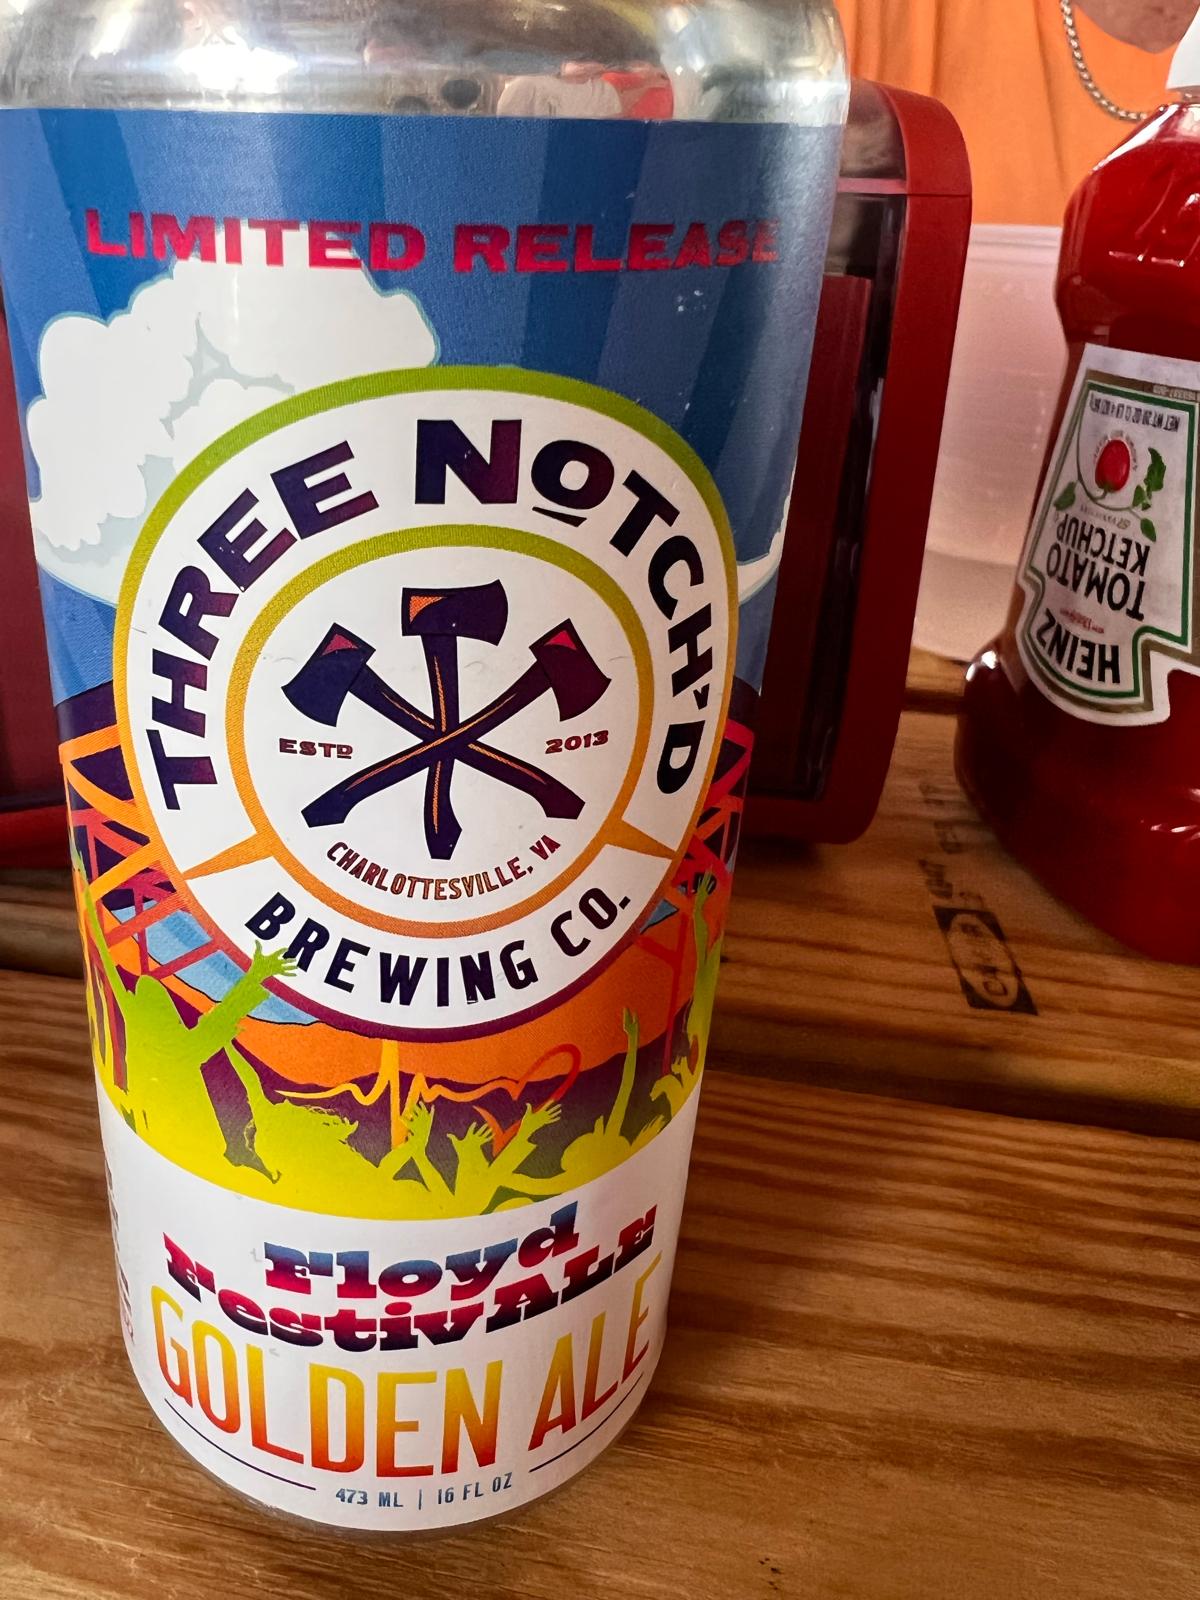 LIMITED RELEASE
THREE NOTCH'D
ESTD 2013
CHARLOTTESVILLE, VA
BREWING CO.
Floyd
FestivALE
GOLDEN ALE
473 ML | 16 FL OZ
HEINZ
TOMATO
KETCHUP